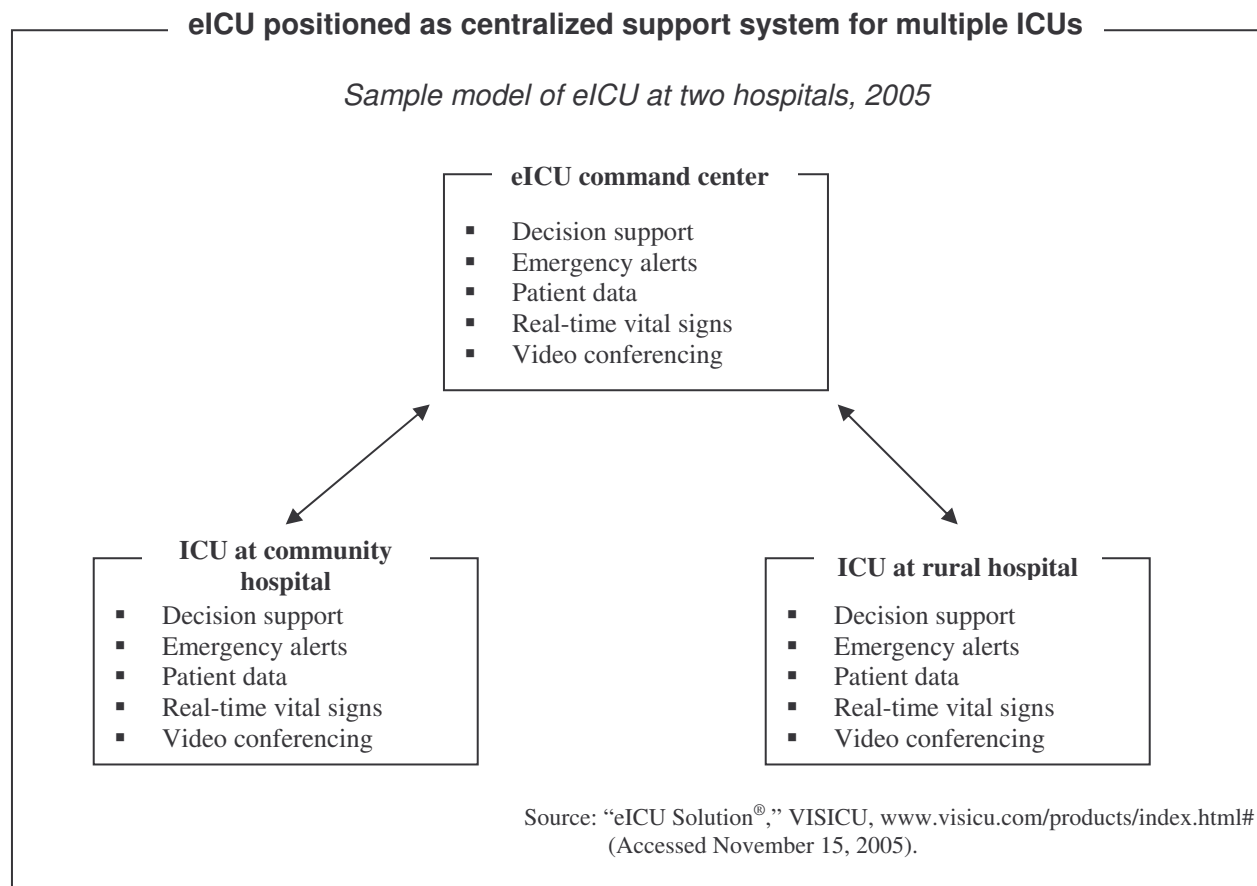 eICU positioned as centralized support system for multiple ICUs
Sample model of eICU at two hospitals, 2005
eICU command center
▪ Decision support
▪ Emergency alerts
▪ Patient data
▪ Real-time vital signs
▪ Video conferencing
ICU at community
hospital
▪ Decision support
▪ Emergency alerts
▪ Patient data
▪ Real-time vital signs
▪ Video conferencing
ICU at rural hospital
▪ Decision support
▪ Emergency alerts
▪ Patient data
▪ Real-time vital signs
▪ Video conferencing
Source: “eICU Solution®,” VISICU, www.visicu.com/products/index.html#
(Accessed November 15, 2005).